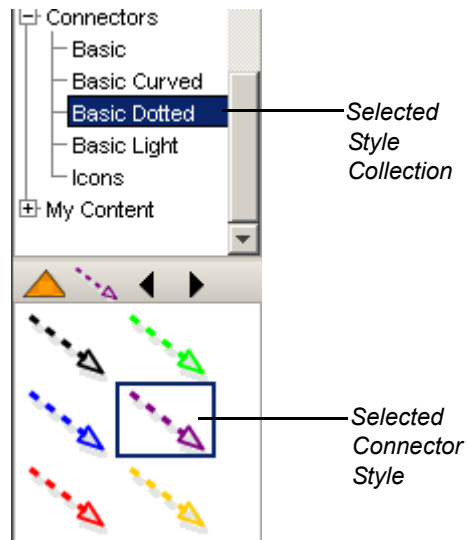 Connectors
Basic
Basic Curved
Basic Dotted
Basic Light
Icons
My Content
Selected
Style
Collection
Selected
Connector
Style